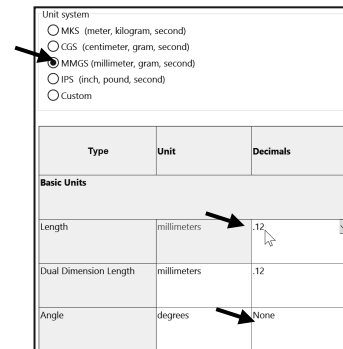 Unit system
MKS (meter, kilogram, second)
CGS (centimeter, gram, second)
MMGS (millimeter, gram, second)
IPS (inch, pound, second)
Custom
Type Unit Decimals
Basic Units
Length millimeters .12
Dual Dimension Length millimeters .12
Angle degrees None